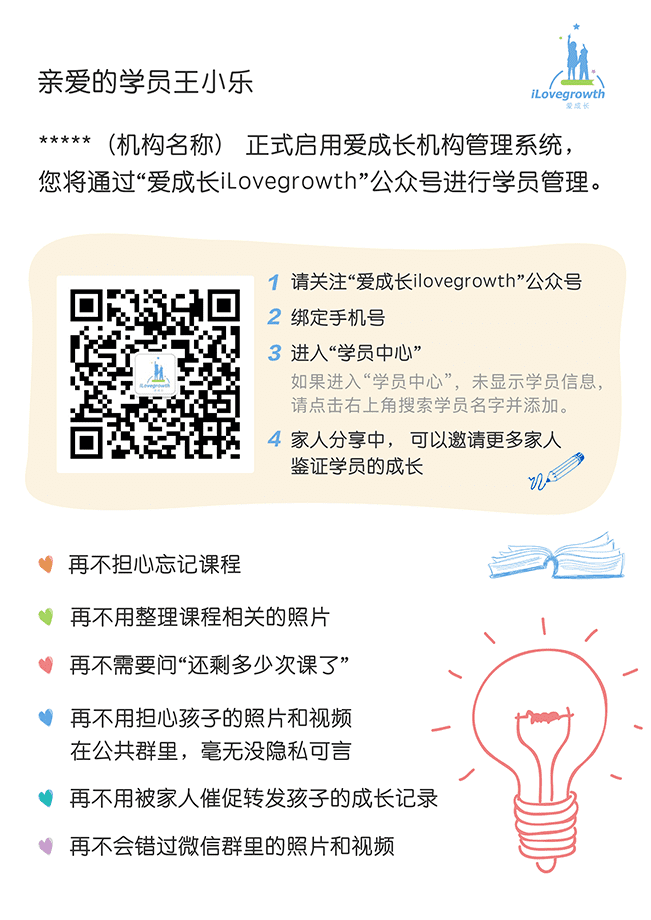 iLovegrowth
爱成长
亲爱的学员王小乐
*****（机构名称） 正式启用爱成长机构管理系统，
您将通过“爱成长iLovegrowth”公众号进行学员管理。
iLovegrowth
1 请关注“爱成长ilovegrowth”公众号
2 绑定手机号
3 进入“学员中心”
如果进入“学员中心”，未显示学员信息，
请点击右上角搜索学员名字并添加。
4 家人分享中， 可以邀请更多家人
鉴证学员的成长
再不担心忘记课程
再不用整理课程相关的照片
再不需要问“还剩多少次课了”
再不用担心孩子的照片和视频
在公共群里，毫无没隐私可言
再不用被家人催促转发孩子的成长记录
再不会错过微信群里的照片和视频